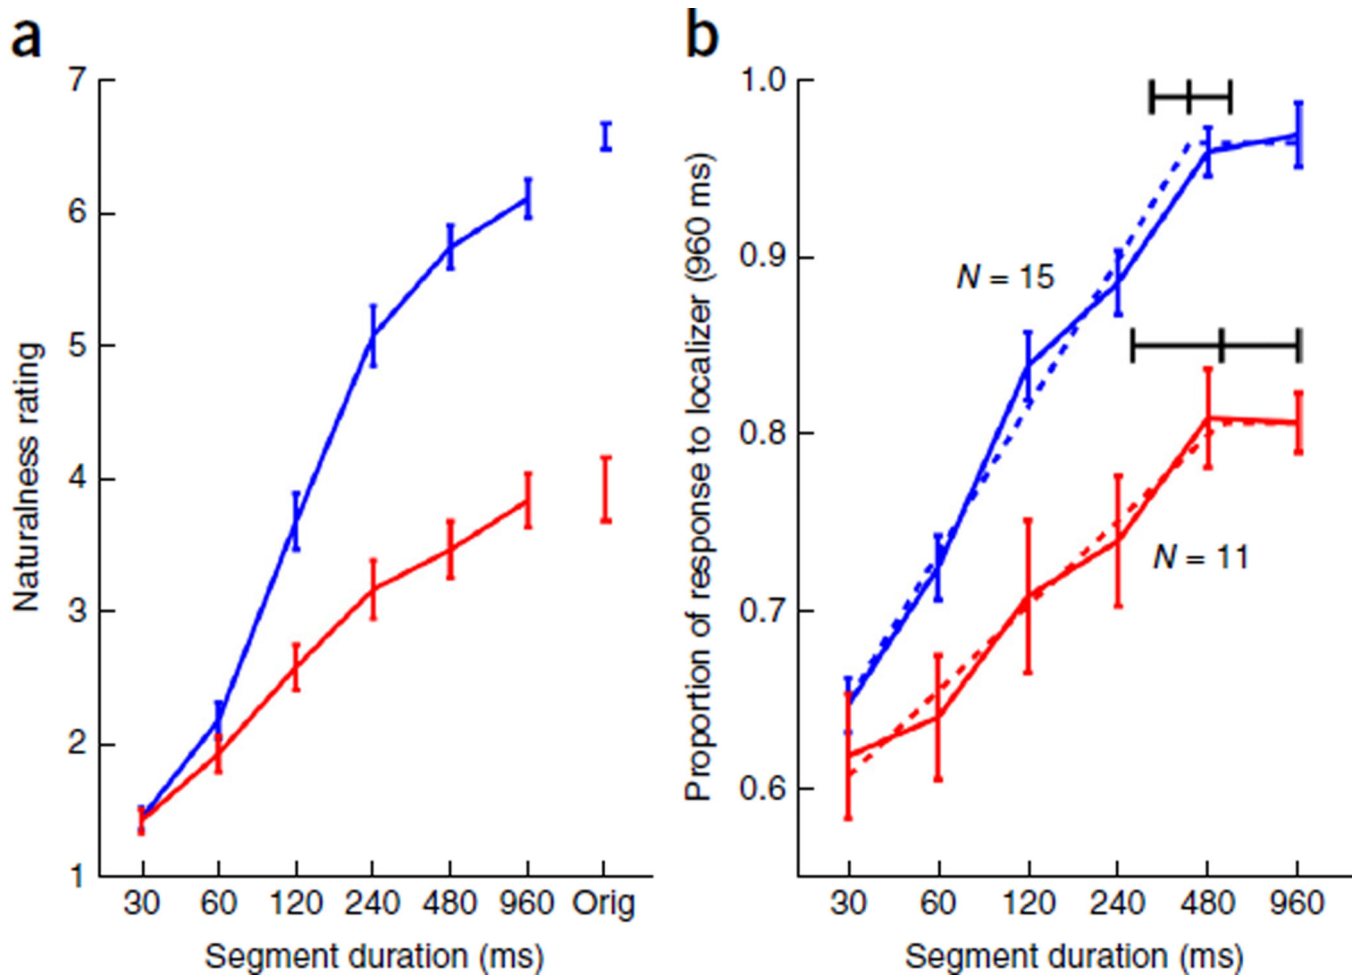 a
Naturalness rating
7
6
5
4
3
2
1
30 60 120 240 480 960 Orig
Segment duration (ms)
b
Proportion of response to localizer (960 ms)
1.0
0.9
0.8
0.7
0.6
N = 15
N = 11
30 60 120 240 480 960
Segment duration (ms)